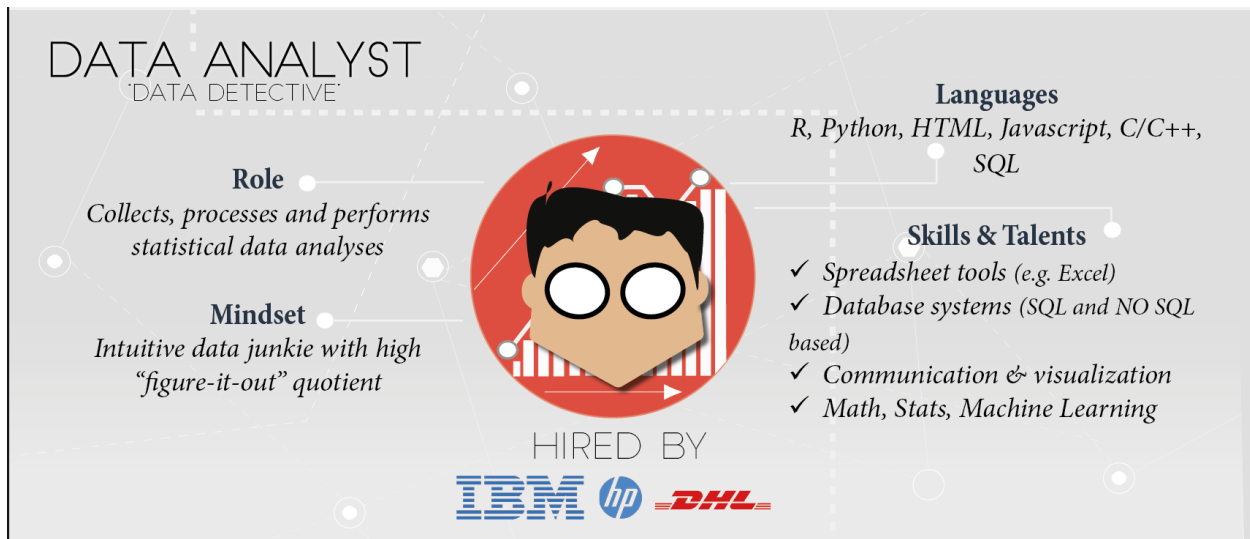 DATA ANALYST
'DATA DETECTIVE'
Role
Collects, processes and performs
statistical data analyses
Mindset
Intuitive data junkie with high
“figure-it-out” quotient
Languages
R, Python, HTML, Javascript, C/C++,
SQL
Skills & Talents
✓ Spreadsheet tools (e.g. Excel)
✓ Database systems (SQL and NO SQL
based)
✓ Communication & visualization
✓ Math, Stats, Machine Learning
HIRED BY
IBM hp DHL